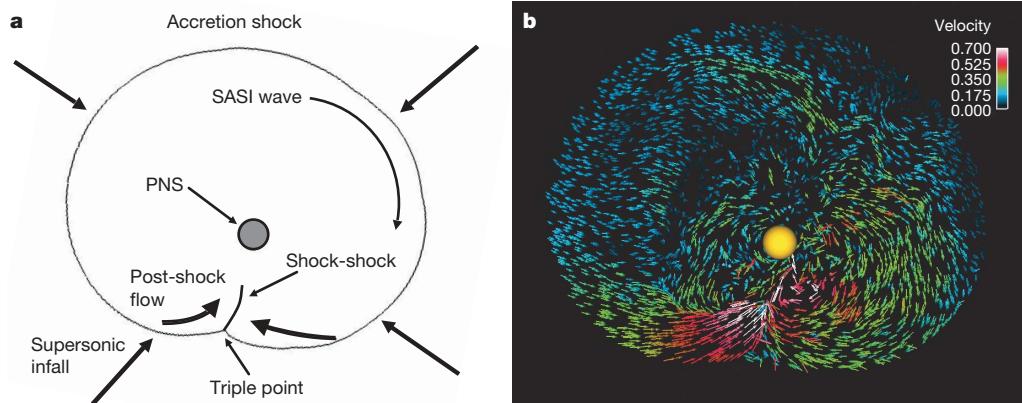 a
Accretion shock
SASI wave
PNS
Shock-shock
Post-shock
flow
Supersonic
infall
Triple point
b
Velocity
0.700
0.525
0.350
0.175
0.000